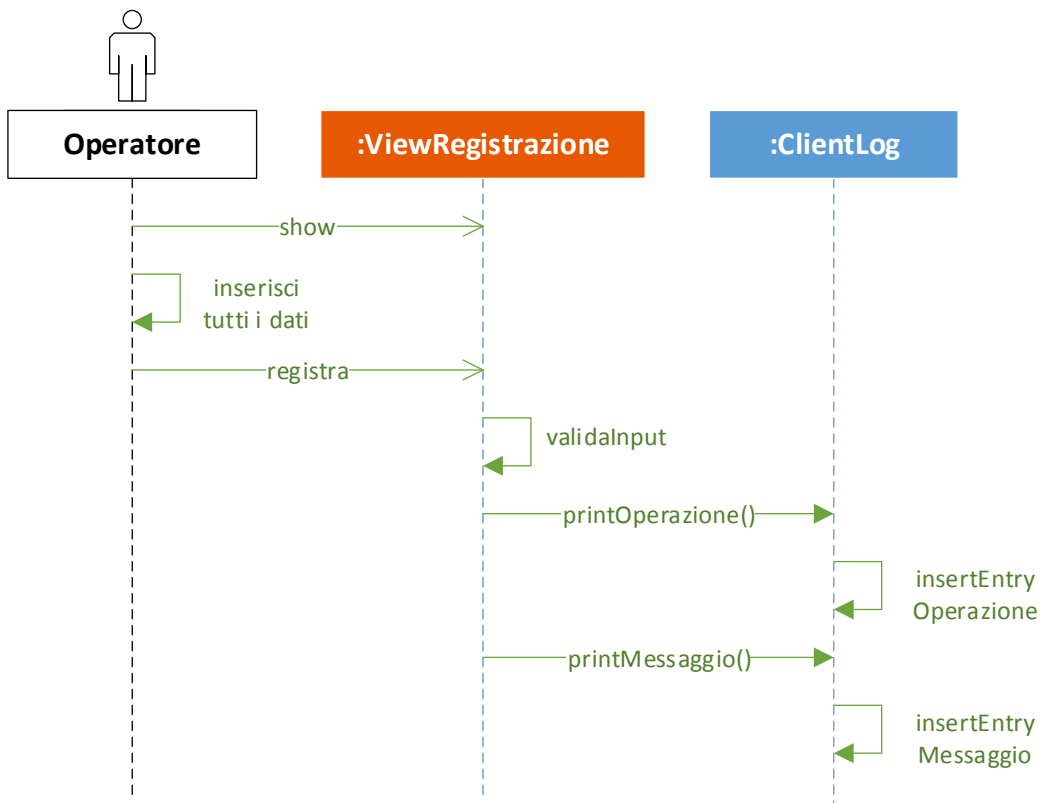 Operatore
:ViewRegistrazione
:ClientLog
show
inserisci
tutti i dati
registra
validaInput
printOperazione()
insertEntry
Operazione
printMessaggio()
insertEntry
Messaggio